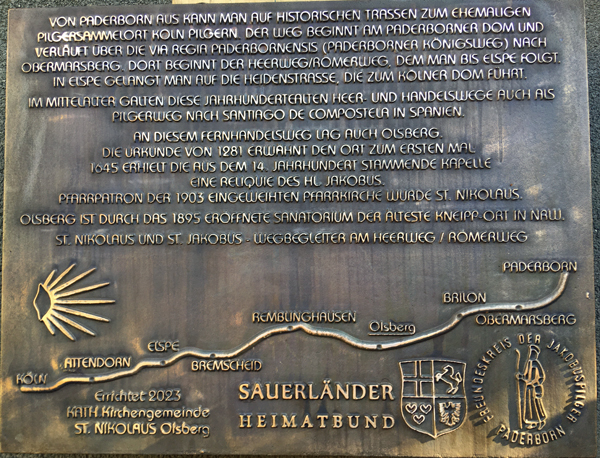 VON PADERBORN AUS KANN MAN AUF HISTORISCHEN TRASSEN ZUM EHEMALIGEN
PILGERSAMMELORT KÖLN PILGERN. DER WEG BEGINNT AM PADERBORNER DOM UND
VERLÄUFT ÜBER DIE VIA REGIA PADERBORNENSIS (PADERBORNER KÖNIGSWEG) NACH
OBERMARSBERG. DORT BEGINNT DER HEERWEG/RÖMERWEG, DEM MAN BIS ELSPE FOLGT.
IN ELSPE GELANGT MAN AUF DIE HEIDENSTRASSE, DIE ZUM KÖLNER DOM FÜHRT.
IM MITTELALTER GALTEN DIESE JAHRHUNDERTEALTEN HEER- UND HANDELSWEGE AUCH ALS
PILGERWEG NACH SANTIAGO DE COMPOSTELA IN SPANIEN.
AN DIESEM FERNHANDELSWEG LAG AUCH OLSBERG.
DIE URKUNDE VON 1281 ERWÄHNT DEN ORT ZUM ERSTEN MAL
1645 ERHIELT DIE AUS DEM 14. JAHRHUNDERT STAMMENDE KAPELLE
EINE RELIQUIE DES HL. JAKOBUS.
PFARRPATRON DER 1903 EINGEWEIHTEN PFARRKIRCHE WURDE ST. NIKOLAUS.
OLSBERG IST DURCH DAS 1895 ERÖFFNETE SANATORIUM DER ÄLTESTE KNEIPP-ORT IN NRW.
ST. NIKOLAUS UND ST. JAKOBUS - WEGBEGLEITER AM HEERWEG / RÖMERWEG
PADERBORN
BRILON
OBERMARSBERG
REMBLINGHAUSEN
Olsberg
ELSPE
BREMSCHEID
ATTENDORN
KÖLN
Errichtet 2023
KATH. Kirchengemeinde
ST. NIKOLAUS Olsberg
SAUERLÄNDER
HEIMATBUND
FREUNDESKREIS DER JAKOBUSPILGER
PADERBORN